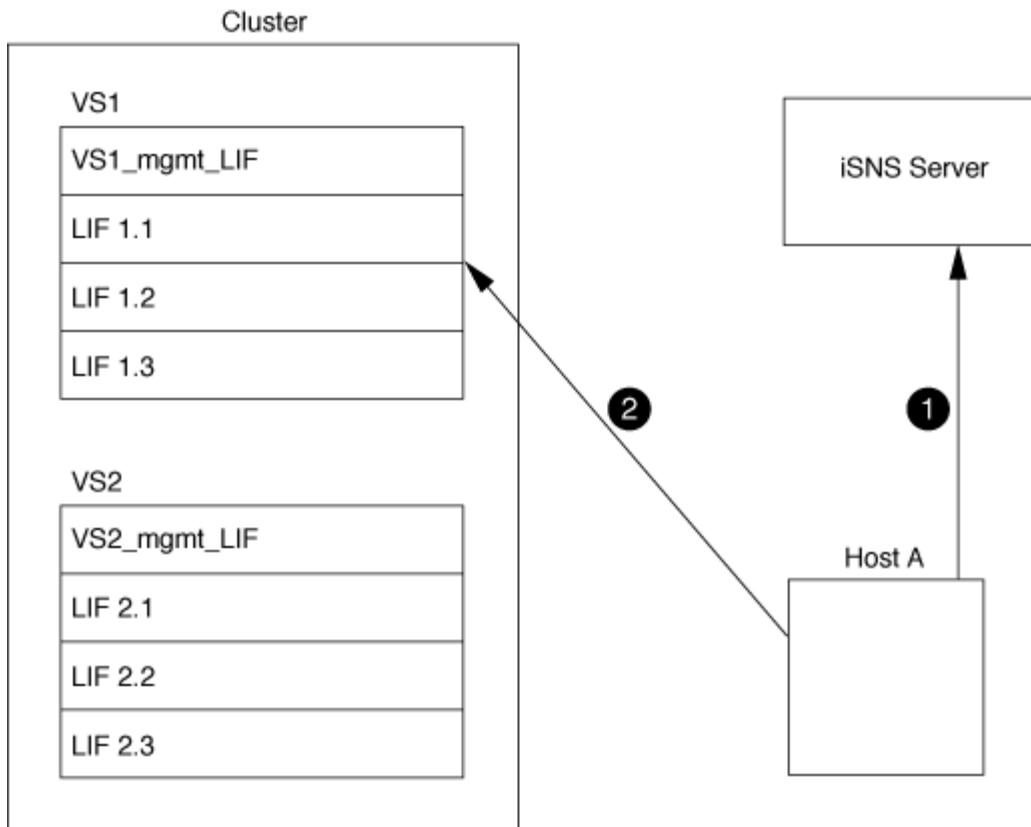 Cluster
VS1
VS1_mgmt_LIF
LIF 1.1
LIF 1.2
LIF 1.3
VS2
VS2_mgmt_LIF
LIF 2.1
LIF 2.2
LIF 2.3
iSNS Server
2
1
Host A